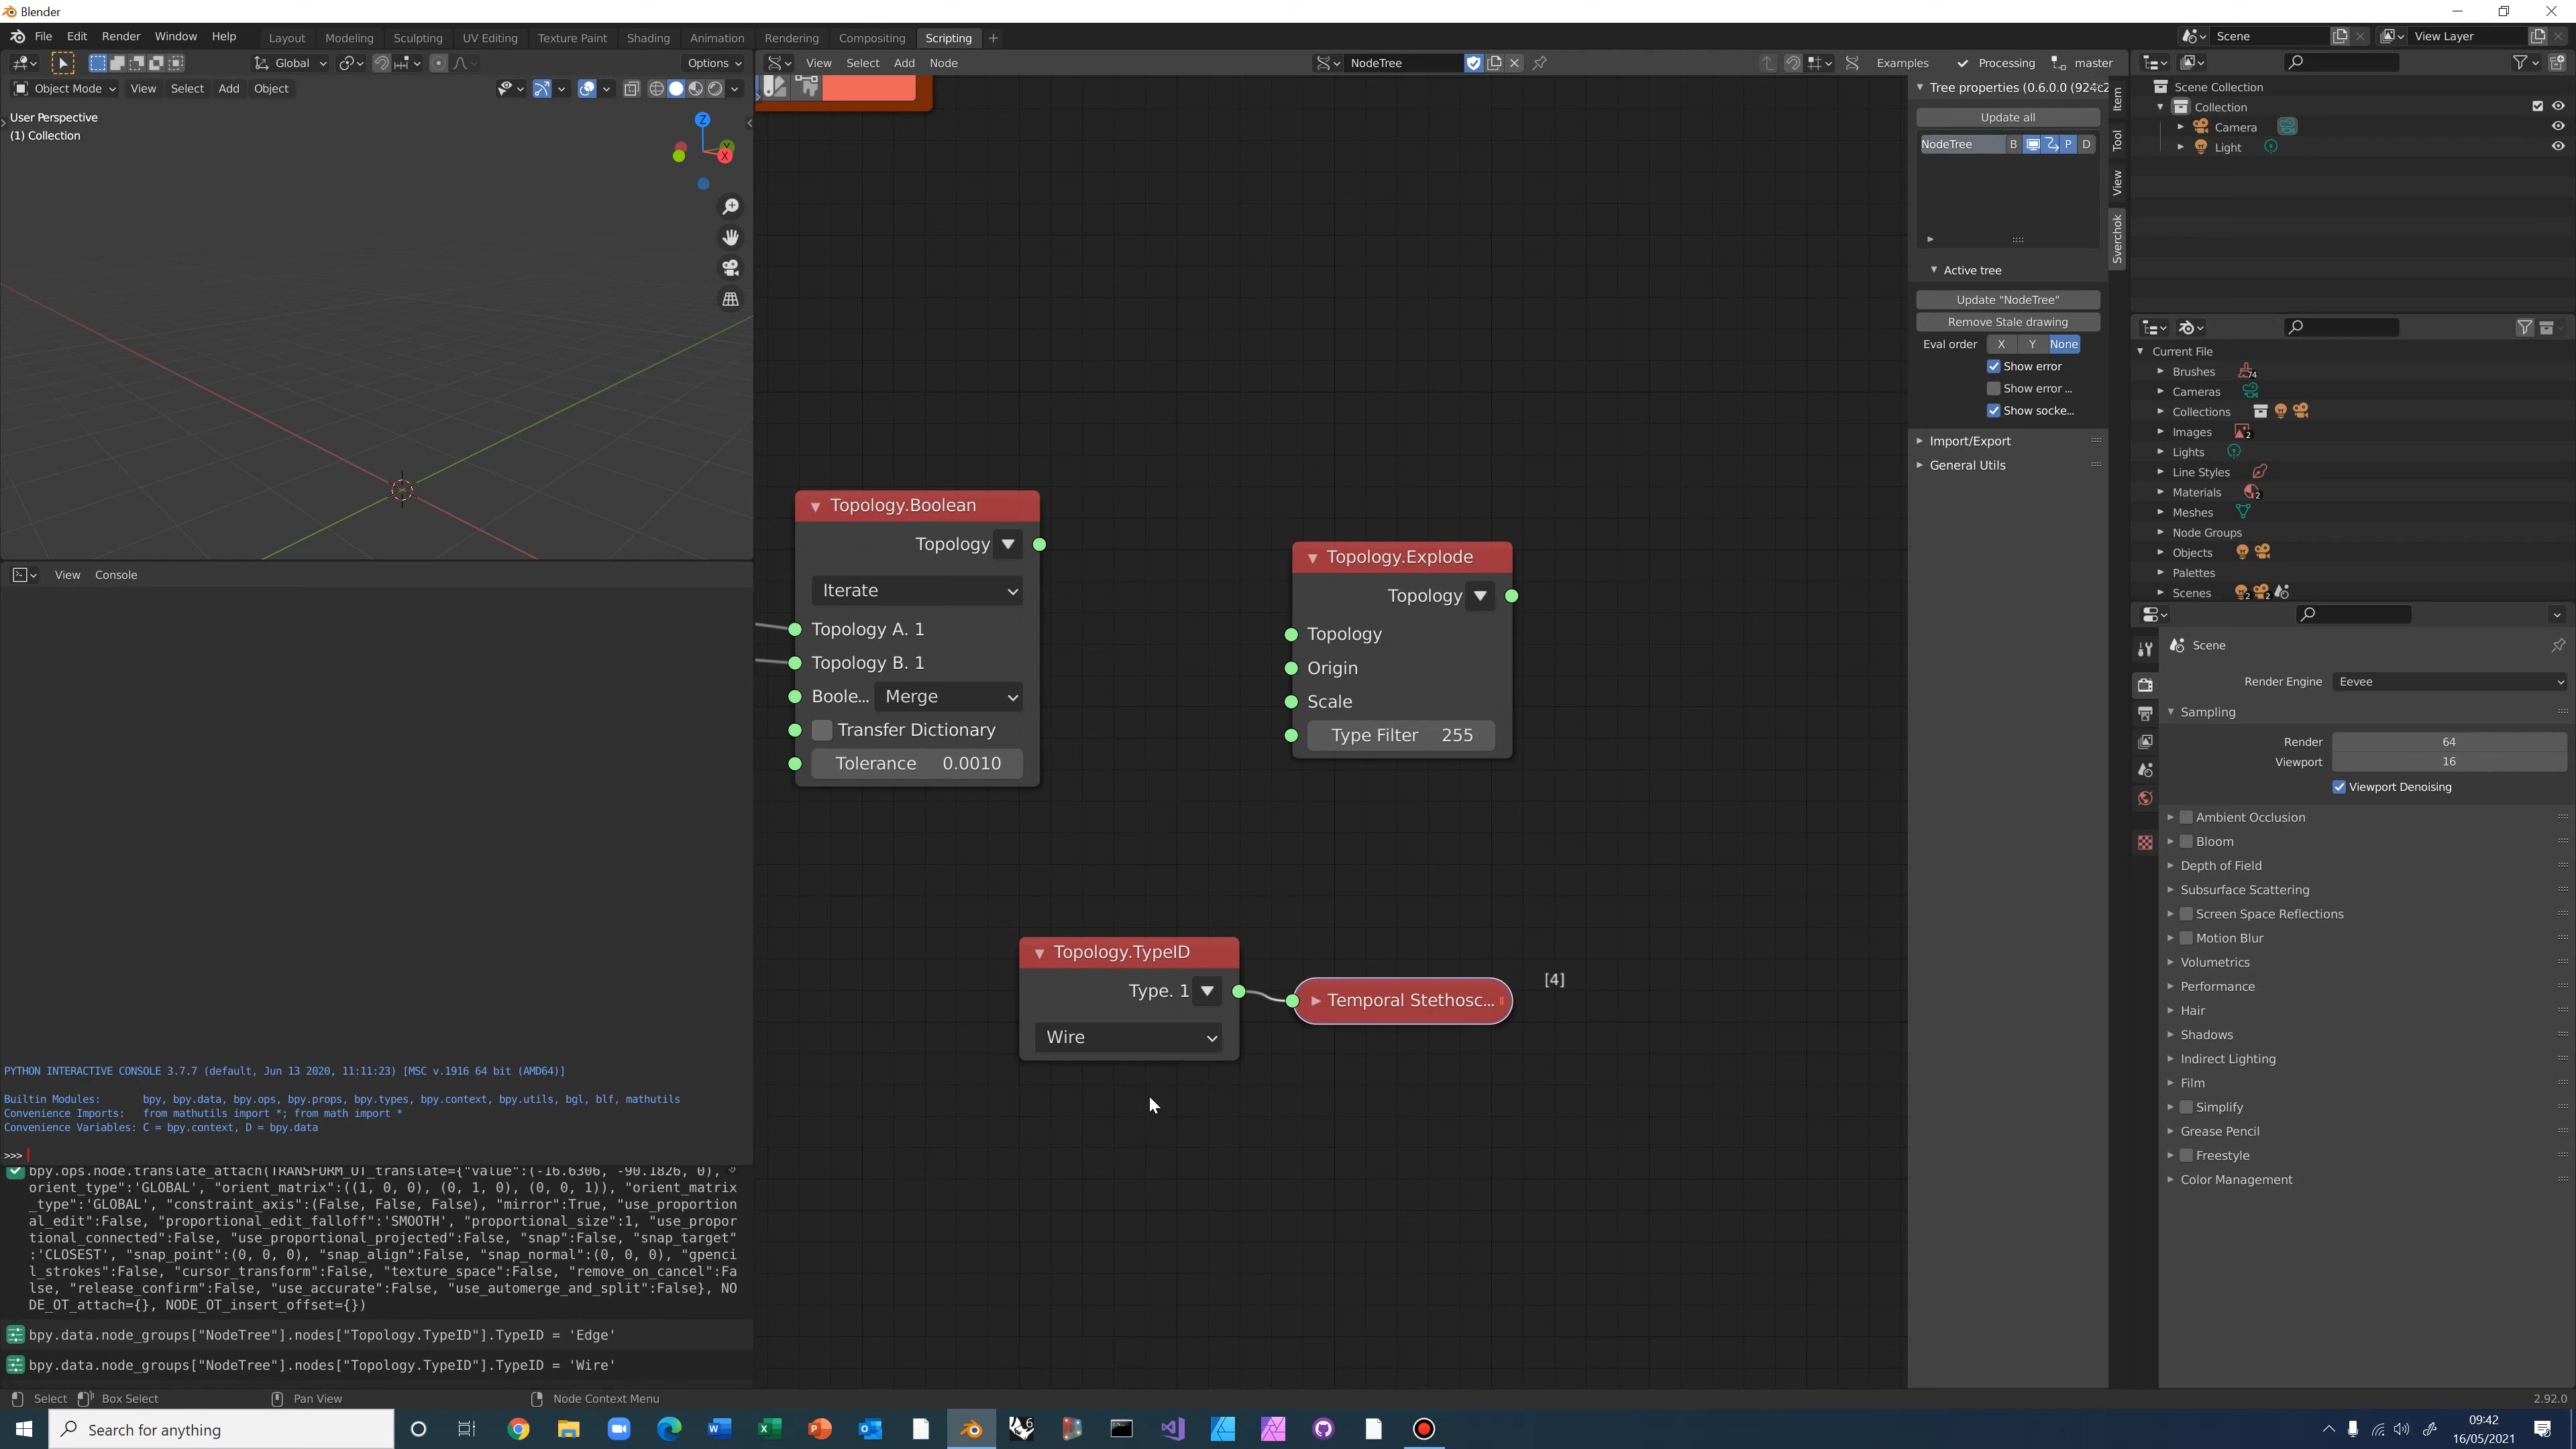 Blender
File Edit Render Window Help Layout Modeling Sculpting UV Editing Texture Paint Shading Animation Rendering Compositing Scripting +
Scene View Layer
Global Options
View Select Add Node NodeTree Examples Processing master
Object Mode View Select Add Object
User Perspective
(1) Collection
Z
Y
X
Tree properties (0.6.0.0 (924c2
Update all
NodeTree B P D
Active tree
Update "NodeTree"
Remove Stale drawing
Eval order X Y None
Show error
Show error ...
Show socke...
Import/Export
General Utils
Item
Tool
View
Sverchok
Scene Collection
Collection
Camera
Light
Current File
Brushes 74
Cameras
Collections
Images 2
Lights
Line Styles
Materials 2
Meshes
Node Groups
Objects
Palettes
Scenes 2 2
Scene
Render Engine Eevee
Sampling
Render 64
Viewport 16
Viewport Denoising
Ambient Occlusion
Bloom
Depth of Field
Subsurface Scattering
Screen Space Reflections
Motion Blur
Volumetrics
Performance
Hair
Shadows
Indirect Lighting
Film
Simplify
Grease Pencil
Freestyle
Color Management
Topology.Boolean
Topology
Iterate
Topology A. 1
Topology B. 1
Boole... Merge
Transfer Dictionary
Tolerance 0.0010
Topology.Explode
Topology
Topology
Origin
Scale
Type Filter 255
Topology.TypeID
Type. 1
Wire
Temporal Stethosc...
[4]
View Console
PYTHON INTERACTIVE CONSOLE 3.7.7 (default, Jun 13 2020, 11:11:23) [MSC v.1916 64 bit (AMD64)]
Builtin Modules: bpy, bpy.data, bpy.ops, bpy.props, bpy.types, bpy.context, bpy.utils, bgl, blf, mathutils
Convenience Imports: from mathutils import *; from math import *
Convenience Variables: C = bpy.context, D = bpy.data
>>>
bpy.ops.node.translate_attach(TRANSFORM_OT_translate={"value":(-16.6306, -90.1826, 0), "
orient_type":'GLOBAL', "orient_matrix":((1, 0, 0), (0, 1, 0), (0, 0, 1)), "orient_matrix
_type":'GLOBAL', "constraint_axis":(False, False, False), "mirror":True, "use_proportion
al_edit":False, "proportional_edit_falloff":'SMOOTH', "proportional_size":1, "use_propor
tional_connected":False, "use_proportional_projected":False, "snap":False, "snap_target"
:'CLOSEST', "snap_point":(0, 0, 0), "snap_align":False, "snap_normal":(0, 0, 0), "gpenci
l_strokes":False, "cursor_transform":False, "texture_space":False, "remove_on_cancel":Fa
lse, "release_confirm":False, "use_accurate":False, "use_automerge_and_split":False}, NO
DE_OT_attach={}, NODE_OT_insert_offset={})
bpy.data.node_groups["NodeTree"].nodes["Topology.TypeID"].TypeID = 'Edge'
bpy.data.node_groups["NodeTree"].nodes["Topology.TypeID"].TypeID = 'Wire'
Select Box Select Pan View Node Context Menu 2.92.0
Search for anything
09:42
16/05/2021